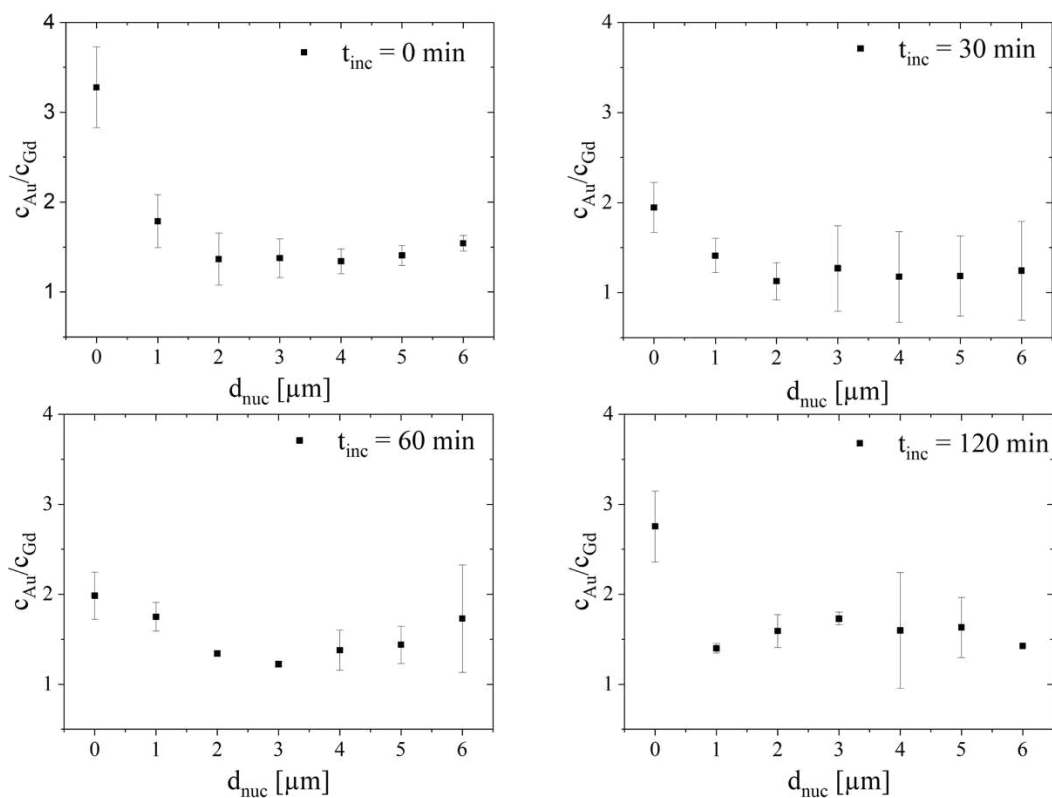 t_inc = 0 min
c_Au/c_Gd
4
3
2
1
0 1 2 3 4 5 6
d_nuc [µm]
t_inc = 30 min
c_Au/c_Gd
4
3
2
1
0 1 2 3 4 5 6
d_nuc [µm]
t_inc = 60 min
c_Au/c_Gd
4
3
2
1
0 1 2 3 4 5 6
d_nuc [µm]
t_inc = 120 min
c_Au/c_Gd
4
3
2
1
0 1 2 3 4 5 6
d_nuc [µm]